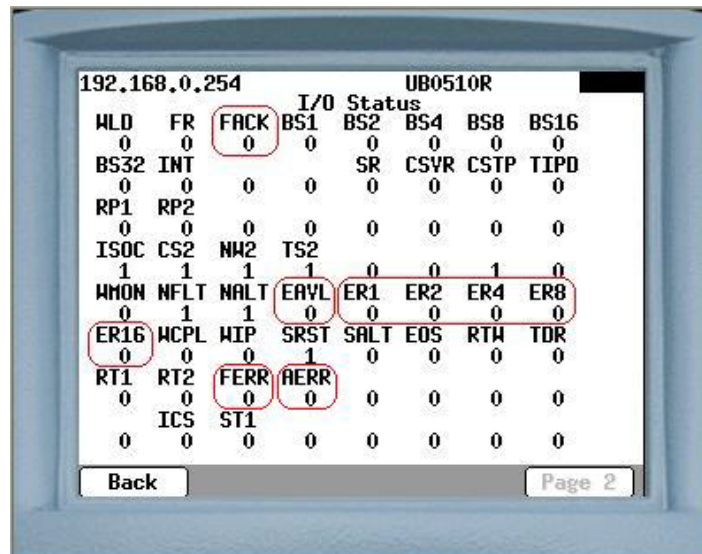 192.168.0.254 UB0510R
I/O Status
WLD FR FACK BS1 BS2 BS4 BS8 BS16
0 0 0 0 0 0 0 0
BS32 INT SR CSVR CSTP TIPD
0 0 0 0 0 0 0 0
RP1 RP2
0 0 0 0 0 0 0 0
ISOC CS2 NW2 TS2
1 1 1 1 0 0 1 0
WMON NFLT NALT EAVL ER1 ER2 ER4 ER8
0 1 1 0 0 0 0 0
ER16 WCPL WIP SRST SALT EOS RTW TDR
0 0 0 1 0 0 0 0
RT1 RT2 FERR AERR
0 0 0 0 0 0 0 0
ICS ST1
0 0 0 0 0 0 0 0
Back Page 2